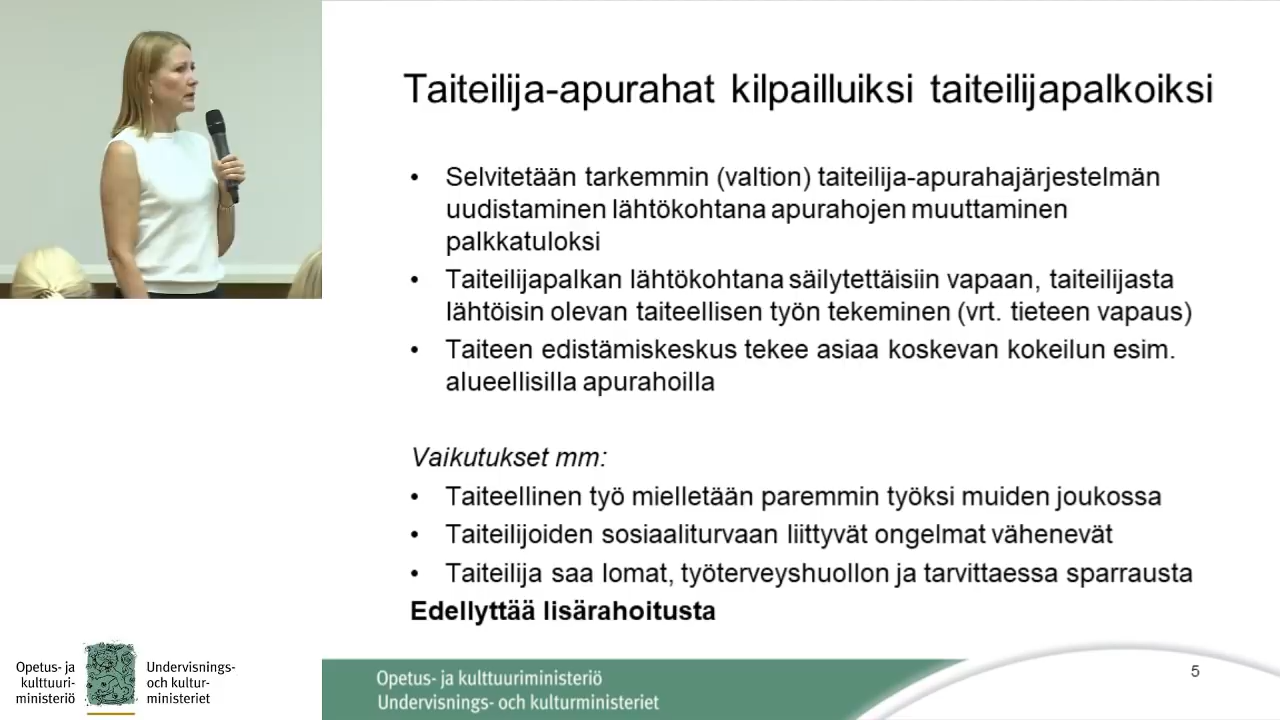 Taiteilija-apurahat kilpailluiksi taiteilijapalkoiksi
• Selvitetään tarkemmin (valtion) taiteilija-apurahajärjestelmän
uudistaminen lähtökohtana apurahojen muuttaminen
palkkatuloksi
• Taiteilijapalkan lähtökohtana säilytettäisiin vapaan, taiteilijasta
lähtöisin olevan taiteellisen työn tekeminen (vrt. tieteen vapaus)
• Taiteen edistämiskeskus tekee asiaa koskevan kokeilun esim.
alueellisilla apurahoilla
Vaikutukset mm:
• Taiteellinen työ mielletään paremmin työksi muiden joukossa
• Taiteilijoiden sosiaaliturvaan liittyvät ongelmat vähenevät
• Taiteilija saa lomat, työterveyshuollon ja tarvittaessa sparrausta
Edellyttää lisärahoitusta
Opetus- ja
kulttuuri-
ministeriö
Undervisnings-
och kultur-
ministeriet
Opetus- ja kulttuuriministeriö
Undervisnings- och kulturministeriet
5